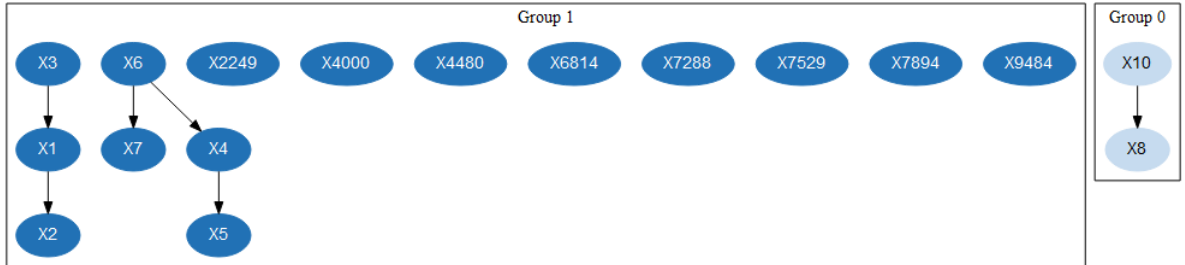 Group 1
Group 0
X3
X6
X2249
X4000
X4480
X6814
X7288
X7529
X7894
X9484
X10
X1
X7
X4
X8
X2
X5